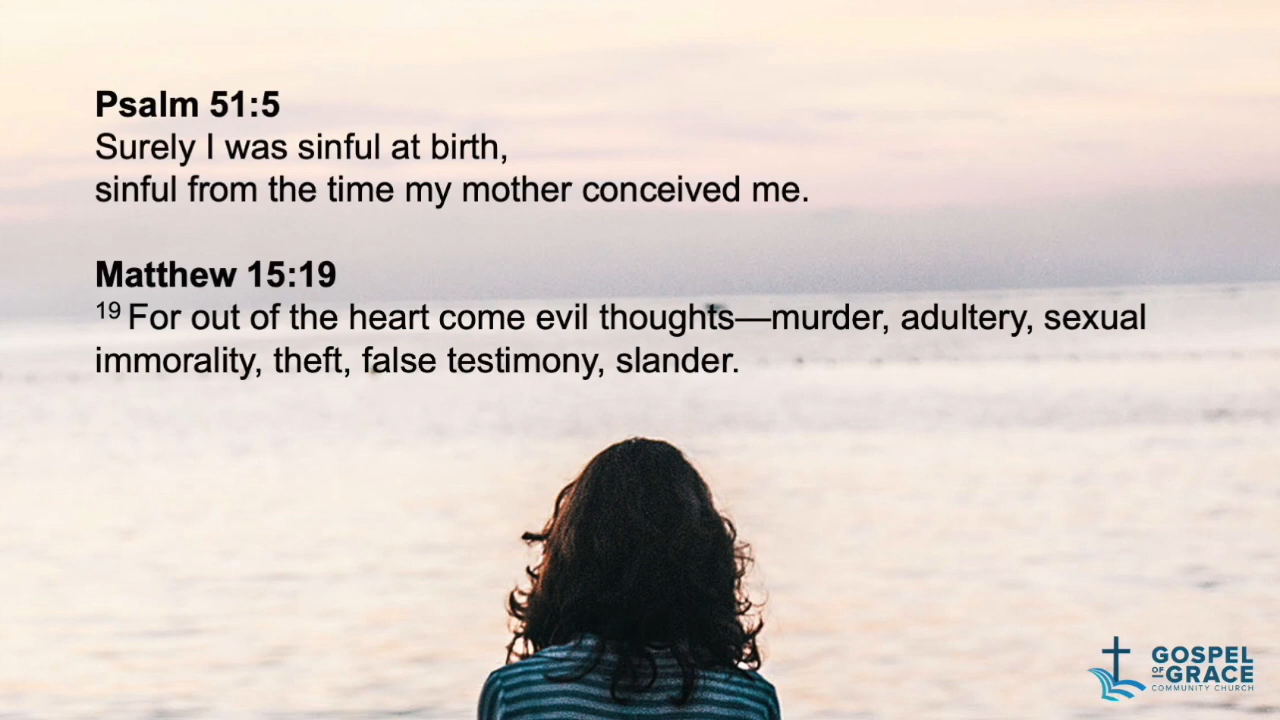 Psalm 51:5
Surely I was sinful at birth,
sinful from the time my mother conceived me.
Matthew 15:19
19 For out of the heart come evil thoughts—murder, adultery, sexual
immorality, theft, false testimony, slander.
GOSPEL
OF GRACE
COMMUNITY CHURCH